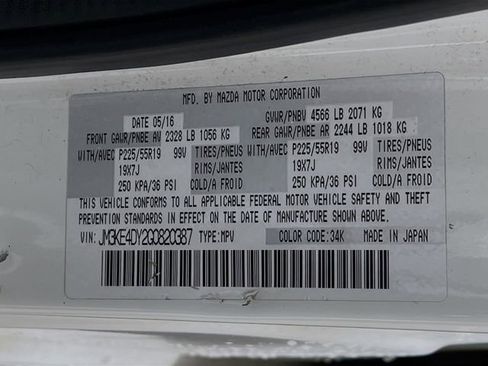 MFD. BY MAZDA MOTOR CORPORATION
DATE 05/16 GVWR/PNBV 4566 LB 2071 KG
FRONT GAWR/PNBE AV 2328 LB 1056 KG REAR GAWR/PNBE AR 2244 LB 1018 KG
WITH/AVEC P225/55R19 99V TIRES/PNEUS WITH/AVEC P225/55R19 99V TIRES/PNEUS
19X7J RIMS/JANTES 19X7J RIMS/JANTES
250 KPA/36 PSI COLD/A FROID 250 KPA/36 PSI COLD/A FROID
THIS VEHICLE CONFORMS TO ALL APPLICABLE FEDERAL MOTOR VEHICLE SAFETY AND THEFT
PREVENTION STANDARDS IN EFFECT ON THE DATE OF MANUFACTURE SHOWN ABOVE.
VIN: JM3KE4DY2G0820387 TYPE:MPV COLOR CODE: 34K MADE IN JAPAN